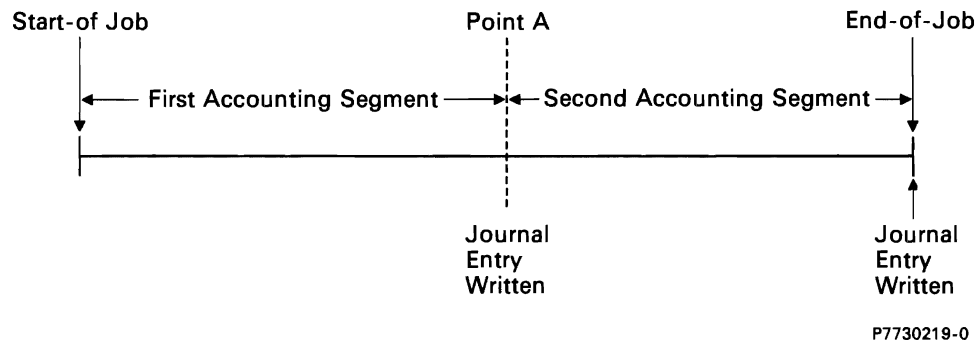 Start-of Job Point A End-of-Job
First Accounting Segment Second Accounting Segment
Journal
Entry
Written
Journal
Entry
Written
P7730219-0